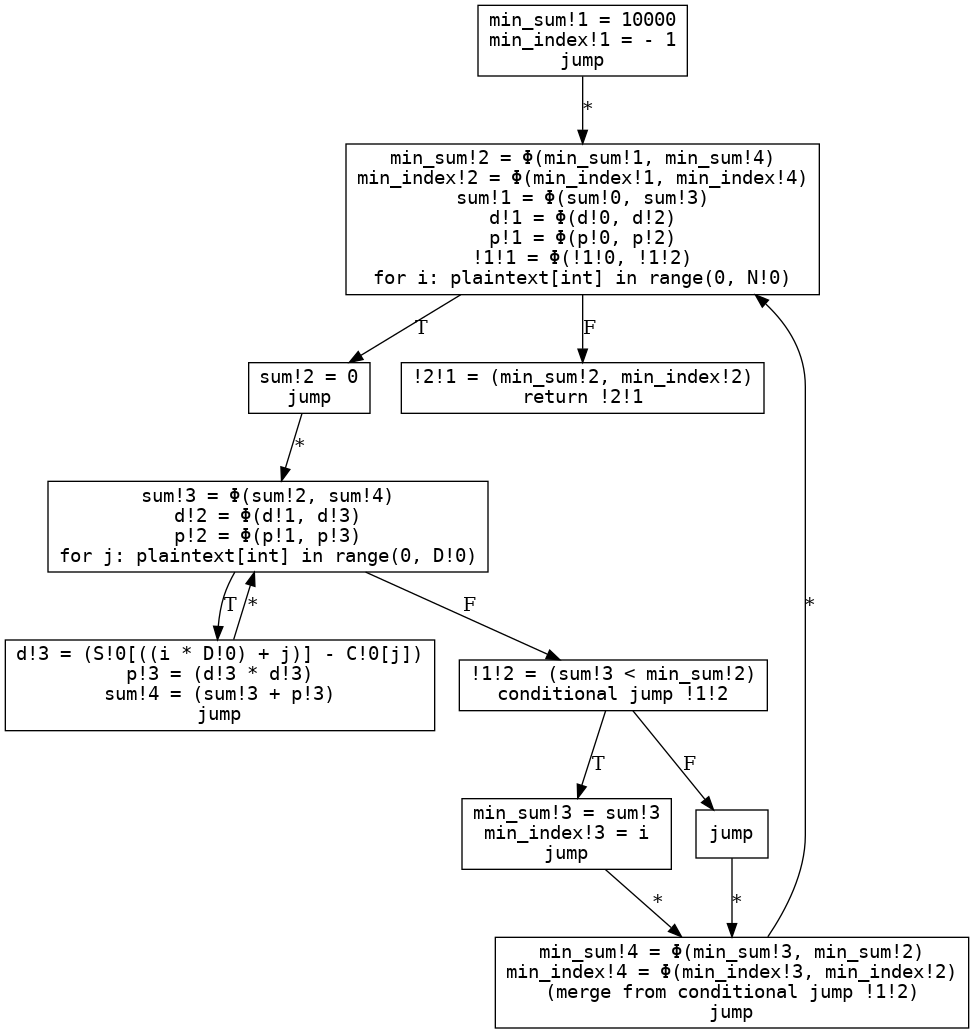 min_sum!1 = 10000
min_index!1 = - 1
jump
*
min_sum!2 = Φ(min_sum!1, min_sum!4)
min_index!2 = Φ(min_index!1, min_index!4)
sum!1 = Φ(sum!0, sum!3)
d!1 = Φ(d!0, d!2)
p!1 = Φ(p!0, p!2)
!1!1 = Φ(!1!0, !1!2)
for i: plaintext[int] in range(0, N!0)
T
F
sum!2 = 0
jump
!2!1 = (min_sum!2, min_index!2)
return !2!1
*
sum!3 = Φ(sum!2, sum!4)
d!2 = Φ(d!1, d!3)
p!2 = Φ(p!1, p!3)
for j: plaintext[int] in range(0, D!0)
T
*
F
*
d!3 = (S!0[((i * D!0) + j)] - C!0[j])
p!3 = (d!3 * d!3)
sum!4 = (sum!3 + p!3)
jump
!1!2 = (sum!3 < min_sum!2)
conditional jump !1!2
T
F
min_sum!3 = sum!3
min_index!3 = i
jump
jump
*
*
min_sum!4 = Φ(min_sum!3, min_sum!2)
min_index!4 = Φ(min_index!3, min_index!2)
(merge from conditional jump !1!2)
jump